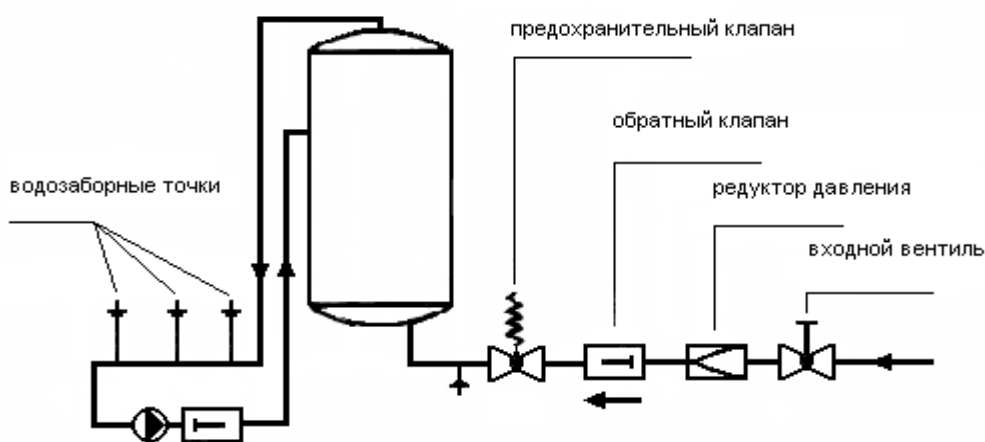 предохранительный клапан
обратный клапан
водозаборные точки
редуктор давления
входной вентиль